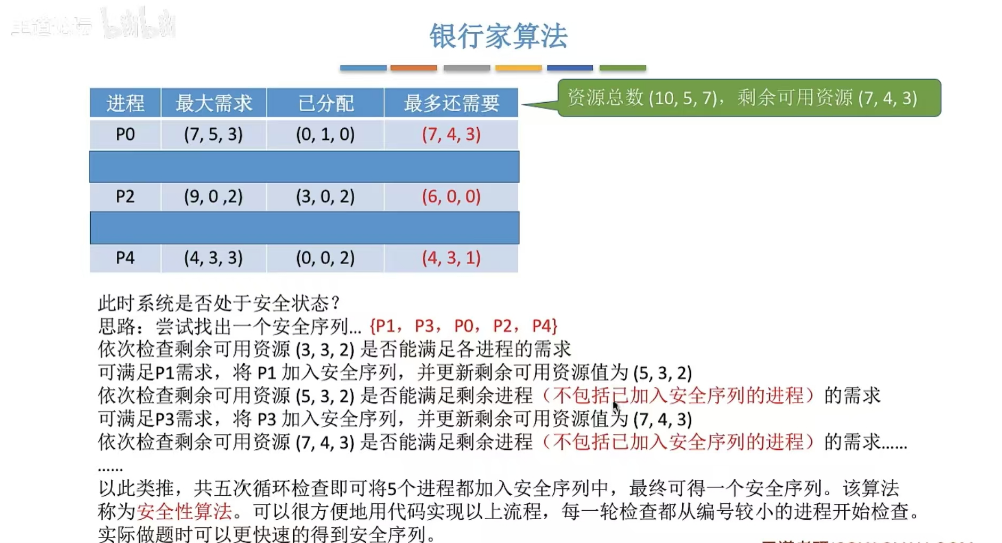 bilibili
银行家算法
进程 最大需求 已分配 最多还需要
资源总数 (10, 5, 7)，剩余可用资源 (7, 4, 3)
P0 (7, 5, 3) (0, 1, 0) (7, 4, 3)
P2 (9, 0 ,2) (3, 0, 2) (6, 0, 0)
P4 (4, 3, 3) (0, 0, 2) (4, 3, 1)
此时系统是否处于安全状态？
思路：尝试找出一个安全序列... {P1，P3，P0，P2，P4}
依次检查剩余可用资源 (3, 3, 2) 是否能满足各进程的需求
可满足P1需求，将 P1 加入安全序列，并更新剩余可用资源值为 (5, 3, 2)
依次检查剩余可用资源 (5, 3, 2) 是否能满足剩余进程（不包括已加入安全序列的进程）的需求
可满足P3需求，将 P3 加入安全序列，并更新剩余可用资源值为 (7, 4, 3)
依次检查剩余可用资源 (7, 4, 3) 是否能满足剩余进程（不包括已加入安全序列的进程）的需求......
......
以此类推，共五次循环检查即可将5个进程都加入安全序列中，最终可得一个安全序列。该算法
称为安全性算法。可以很方便地用代码实现以上流程，每一轮检查都从编号较小的进程开始检查。
实际做题时可以更快速的得到安全序列。